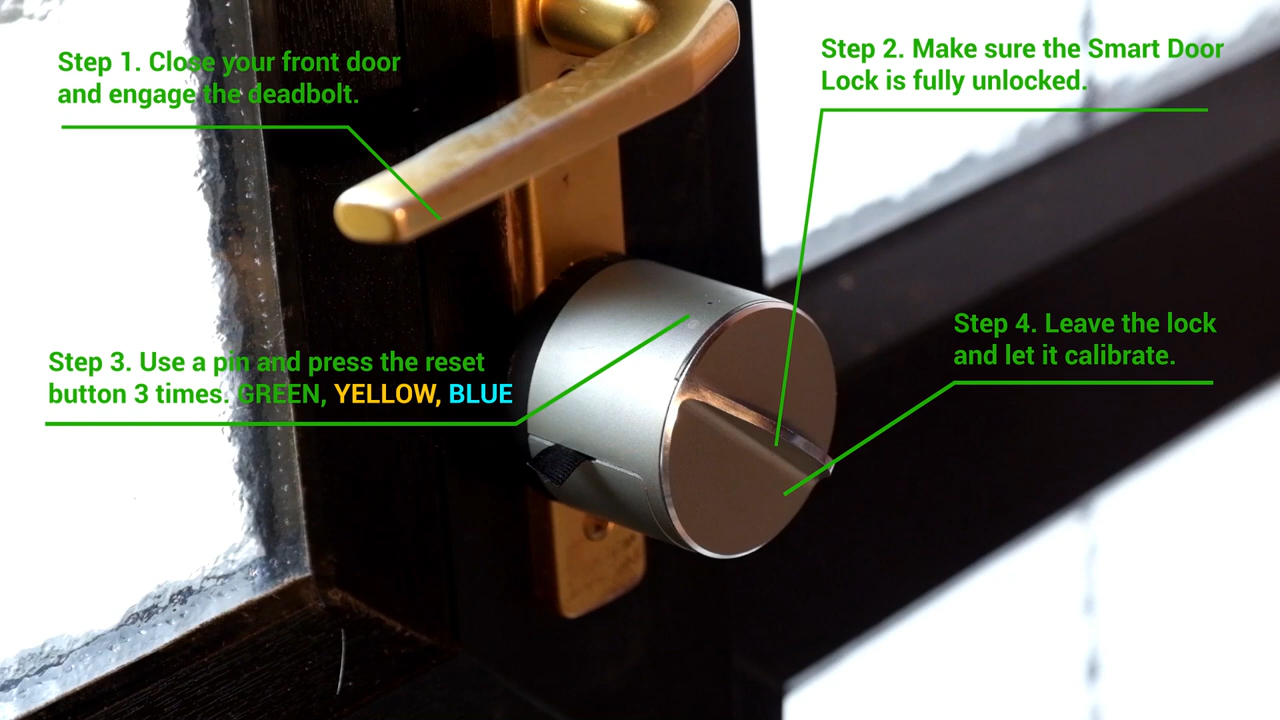 Step 1. Close your front door
and engage the deadbolt.
Step 2. Make sure the Smart Door
Lock is fully unlocked.
Step 3. Use a pin and press the reset
button 3 times. GREEN, YELLOW, BLUE
Step 4. Leave the lock
and let it calibrate.